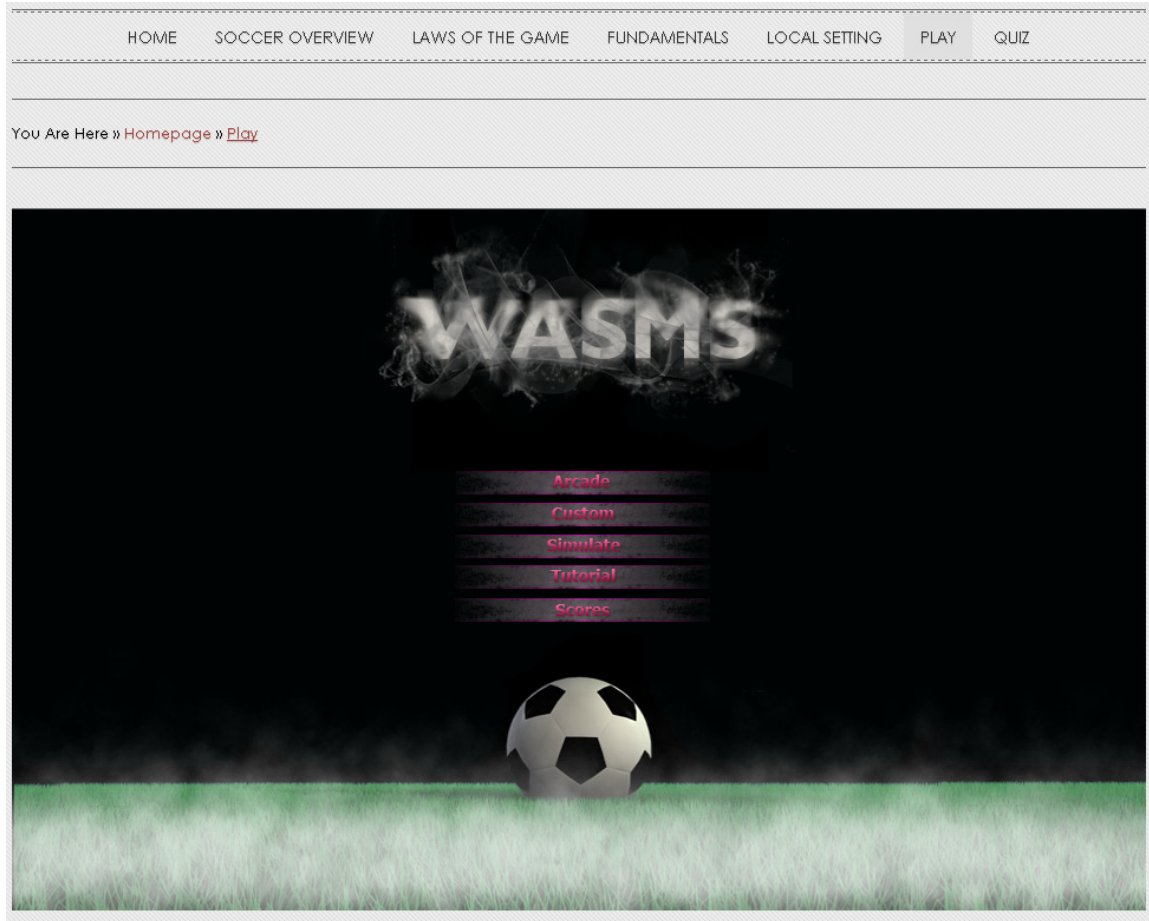 HOME SOCCER OVERVIEW LAWS OF THE GAME FUNDAMENTALS LOCAL SETTING PLAY QUIZ
You Are Here » Homepage » Play
WASMS
Arcade
Custom
Simulate
Tutorial
Scores